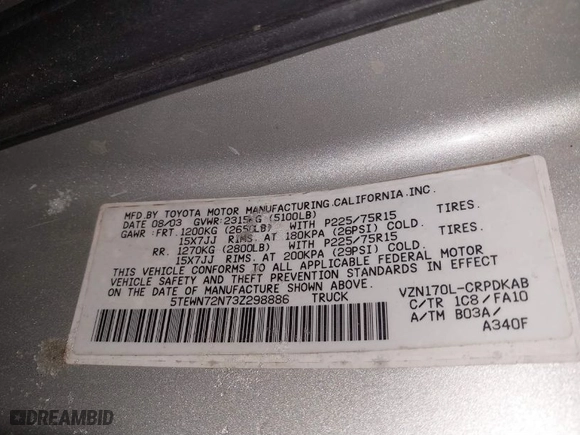 MFD.BY TOYOTA MOTOR MANUFACTURING CALIFORNIA.INC.
DATE 08/03 GVWR:2315KG (5100LB)
GAWR :FRT.1200KG (2650LB) WITH P225/75R15 TIRES.
15X7JJ RIMS. AT 180KPA (26PSI) COLD.
RR. 1270KG (2800LB) WITH P225/75R15 TIRES.
15X7JJ RIMS. AT 200KPA (29PSI) COLD.
THIS VEHICLE CONFORMS TO ALL APPLICABLE FEDERAL MOTOR
VEHICLE SAFETY AND THEFT PREVENTION STANDARDS IN EFFECT
ON THE DATE OF MANUFACTURE SHOWN ABOVE.
5TEWN72N73Z298886 TRUCK
VZN170L-CRPDKAB
C/TR 1C8/FA10
A/TM B03A/
A340F
DREAMBID